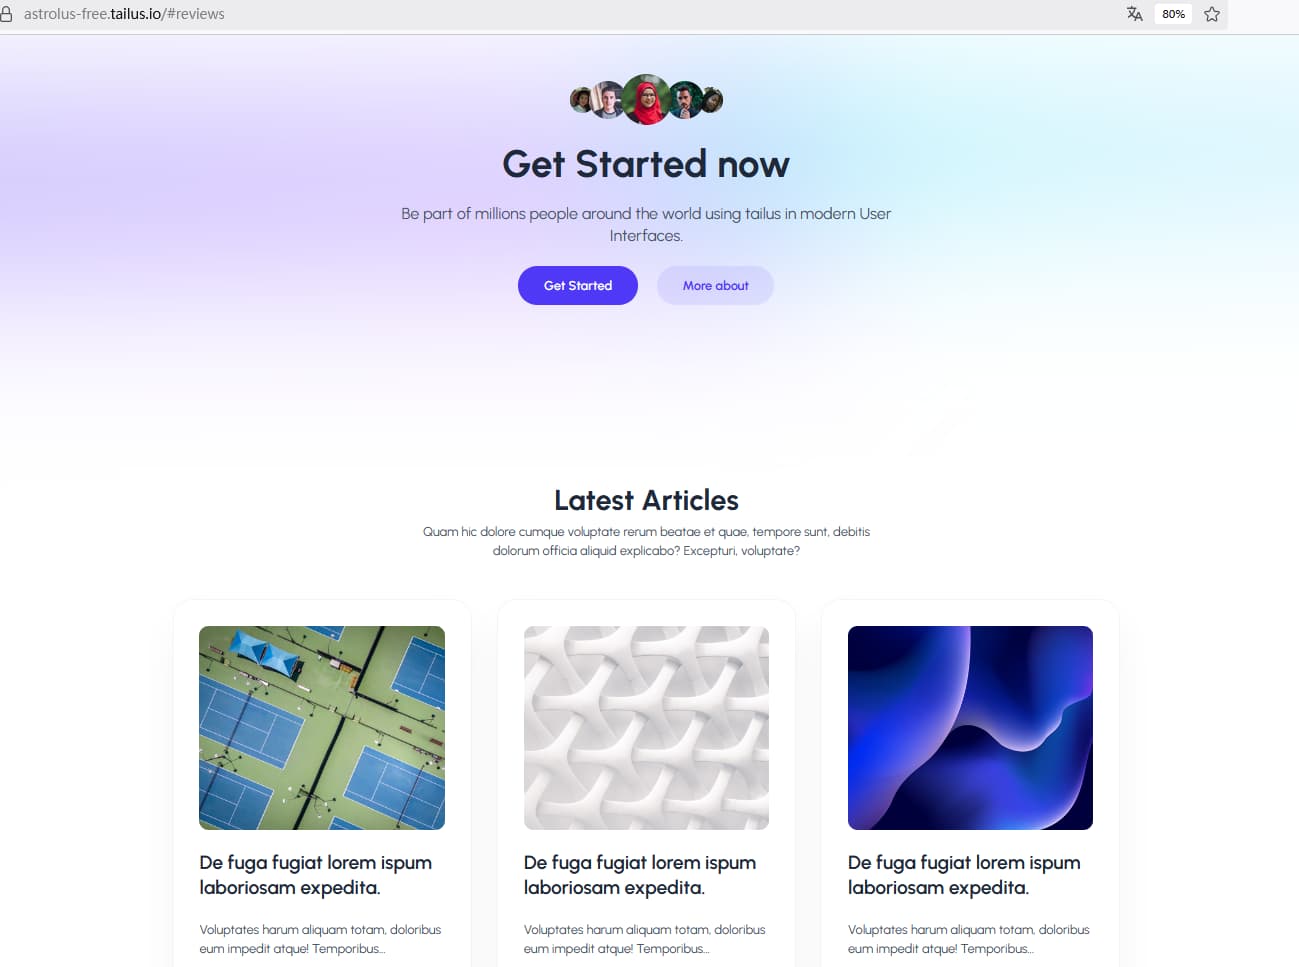 astrolus-free.tailus.io/#reviews
80%
Get Started now
Be part of millions people around the world using tailus in modern User
Interfaces.
Get Started
More about
Latest Articles
Quam hic dolore cumque voluptate rerum beatae et quae, tempore sunt, debitis
dolorum officia aliquid explicabo? Excepturi, voluptate?
De fuga fugiat lorem ispum
laboriosam expedita.
Voluptates harum aliquam totam, doloribus
eum impedit atque! Temporibus...
De fuga fugiat lorem ispum
laboriosam expedita.
Voluptates harum aliquam totam, doloribus
eum impedit atque! Temporibus...
De fuga fugiat lorem ispum
laboriosam expedita.
Voluptates harum aliquam totam, doloribus
eum impedit atque! Temporibus...